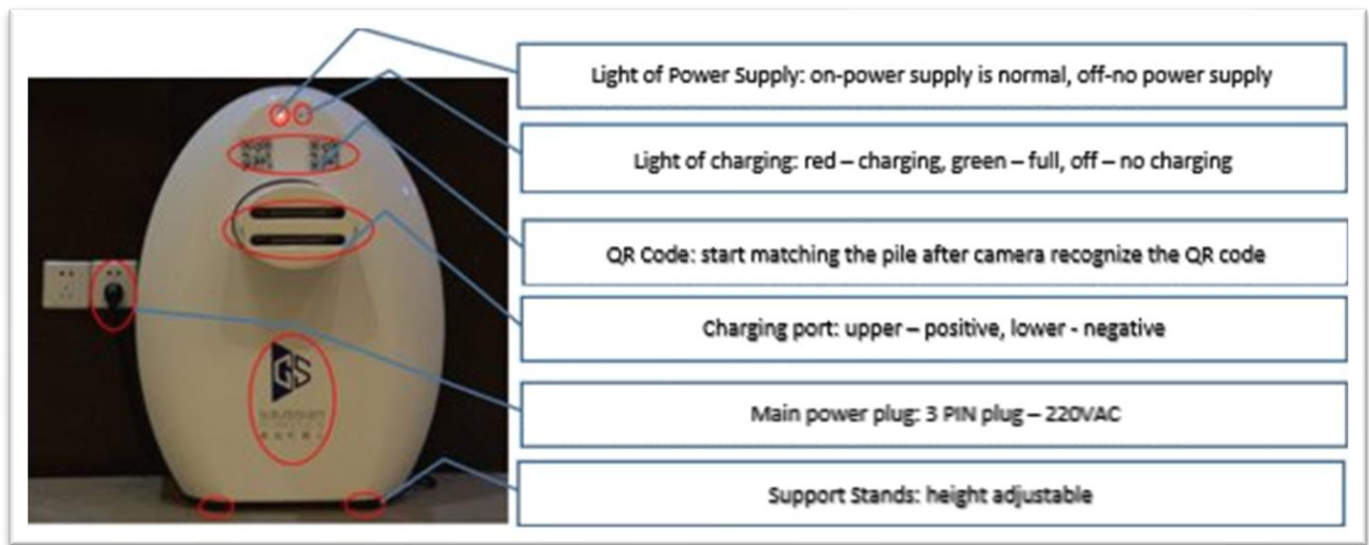 Light of Power Supply: on-power supply is normal, off-no power supply
Light of charging: red – charging, green – full, off – no charging
QR Code: start matching the pile after camera recognize the QR code
Charging port: upper – positive, lower - negative
GS
Main power plug: 3 PIN plug – 220VAC
Support Stands: height adjustable